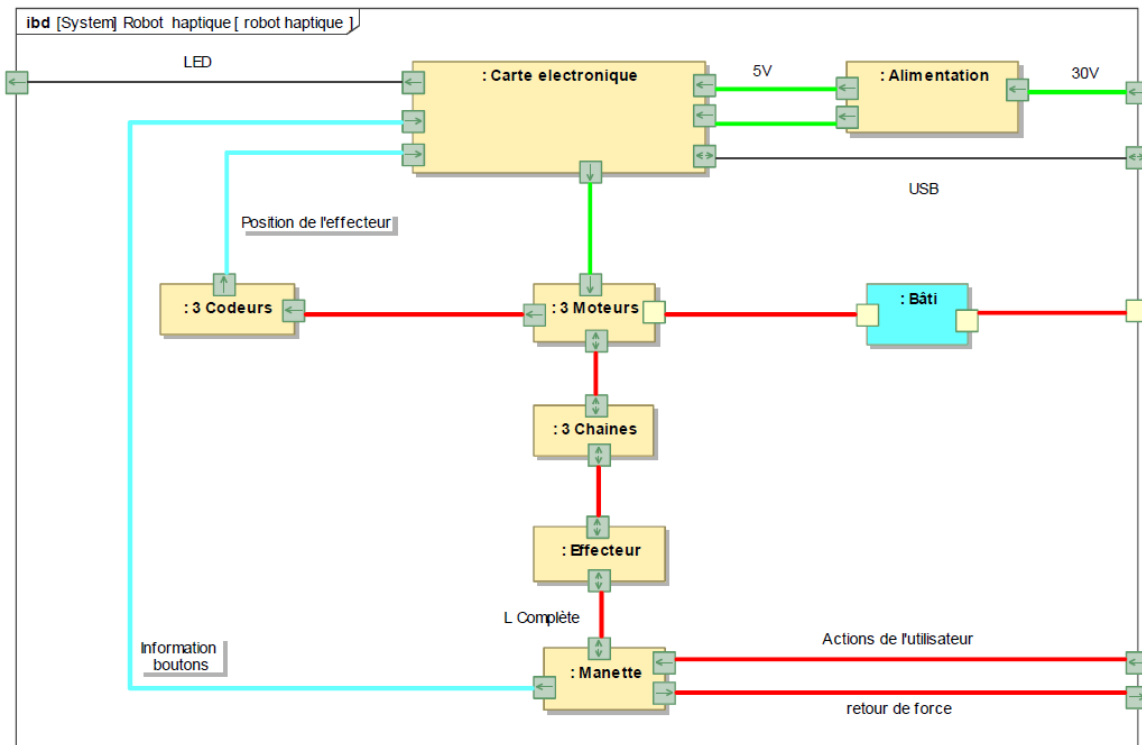 ibd [System] Robot haptique [ robot haptique ]
LED
: Carte electronique
5V
: Alimentation
30V
USB
Position de l'effecteur
: 3 Codeurs
: 3 Moteurs
: Bâti
: 3 Chaines
: Effecteur
L Complète
Information
boutons
: Manette
Actions de l'utilisateur
retour de force